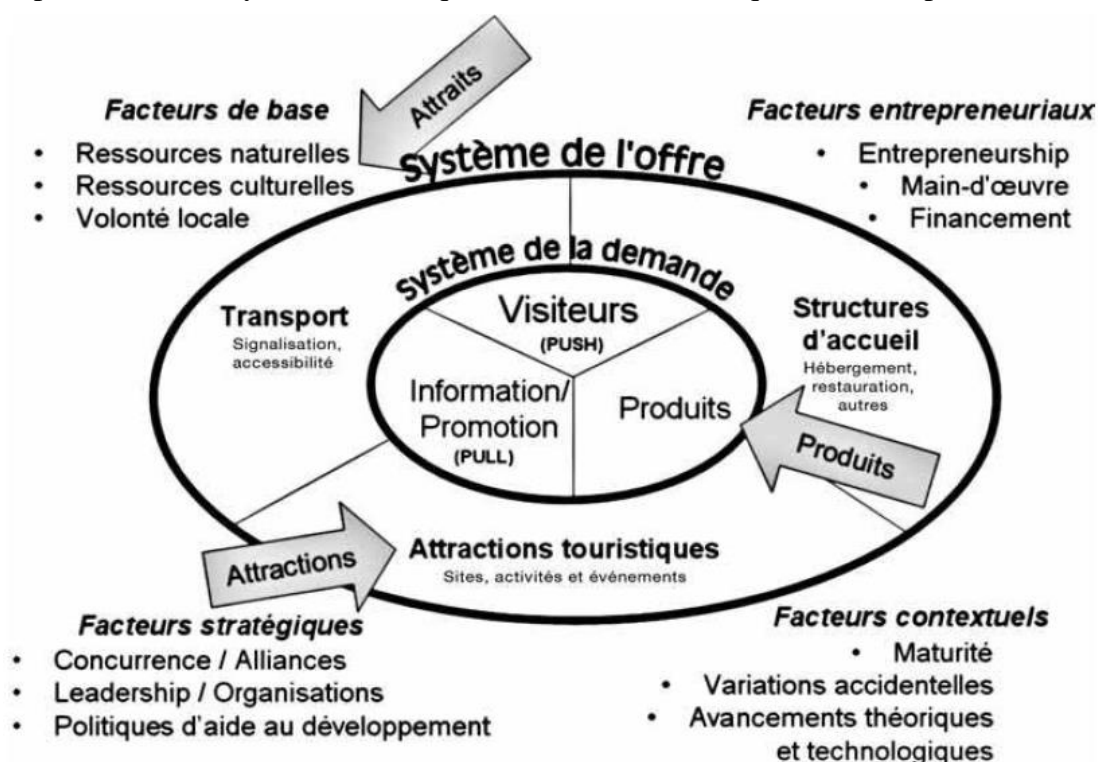 Attraits
Facteurs de base
• Ressources naturelles
• Ressources culturelles
• Volonté locale
Facteurs entrepreneuriaux
• Entrepreneurship
• Main-d'œuvre
• Financement
système de l'offre
système de la demande
Visiteurs
(PUSH)
Transport
Signalisation,
accessibilité
Structures
d'accueil
Hébergement,
restauration,
autres
Information/
Promotion
(PULL)
Produits
Produits
Attractions
Attractions touristiques
Sites, activités et événements
Facteurs stratégiques
• Concurrence / Alliances
• Leadership / Organisations
• Politiques d'aide au développement
Facteurs contextuels
• Maturité
• Variations accidentelles
• Avancements théoriques
et technologiques